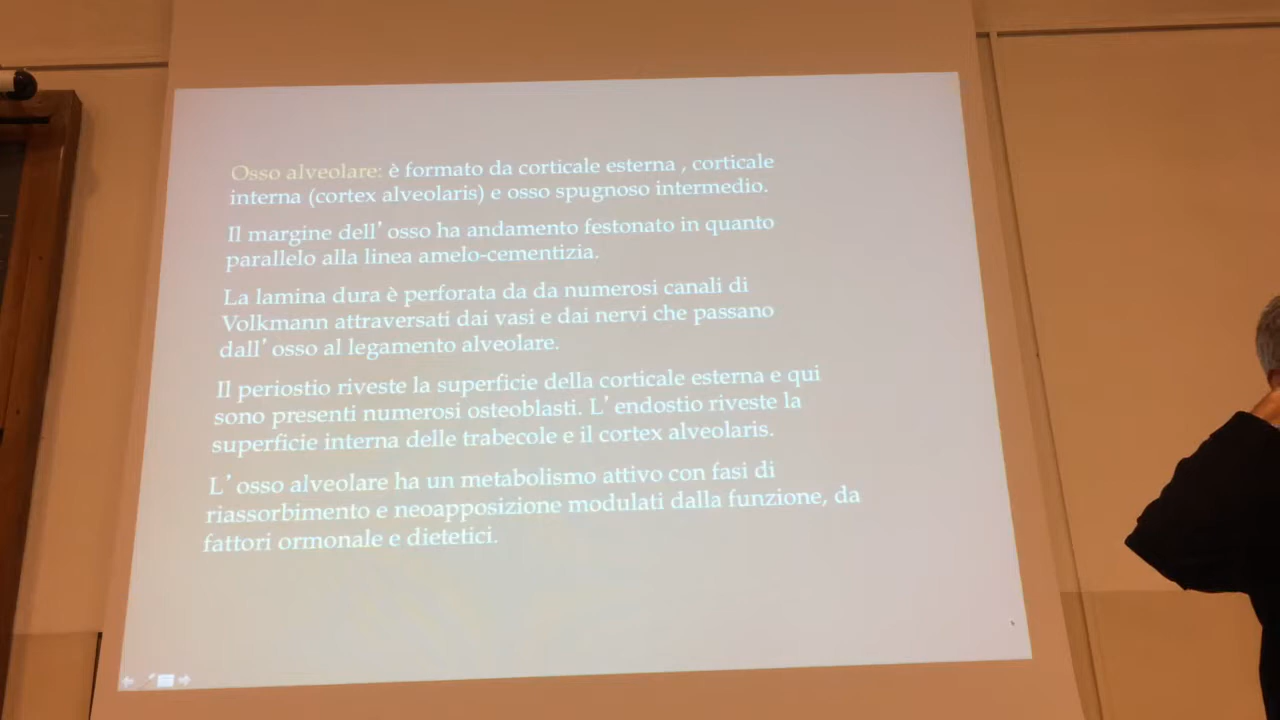 Osso alveolare: è formato da corticale esterna , corticale
interna (cortex alveolaris) e osso spugnoso intermedio.
Il margine dell’ osso ha andamento festonato in quanto
parallelo alla linea amelo-cementizia.
La lamina dura è perforata da da numerosi canali di
Volkmann attraversati dai vasi e dai nervi che passano
dall’ osso al legamento alveolare.
Il periostio riveste la superficie della corticale esterna e qui
sono presenti numerosi osteoblasti. L’ endostio riveste la
superficie interna delle trabecole e il cortex alveolaris.
L’ osso alveolare ha un metabolismo attivo con fasi di
riassorbimento e neoapposizione modulati dalla funzione, da
fattori ormonale e dietetici.